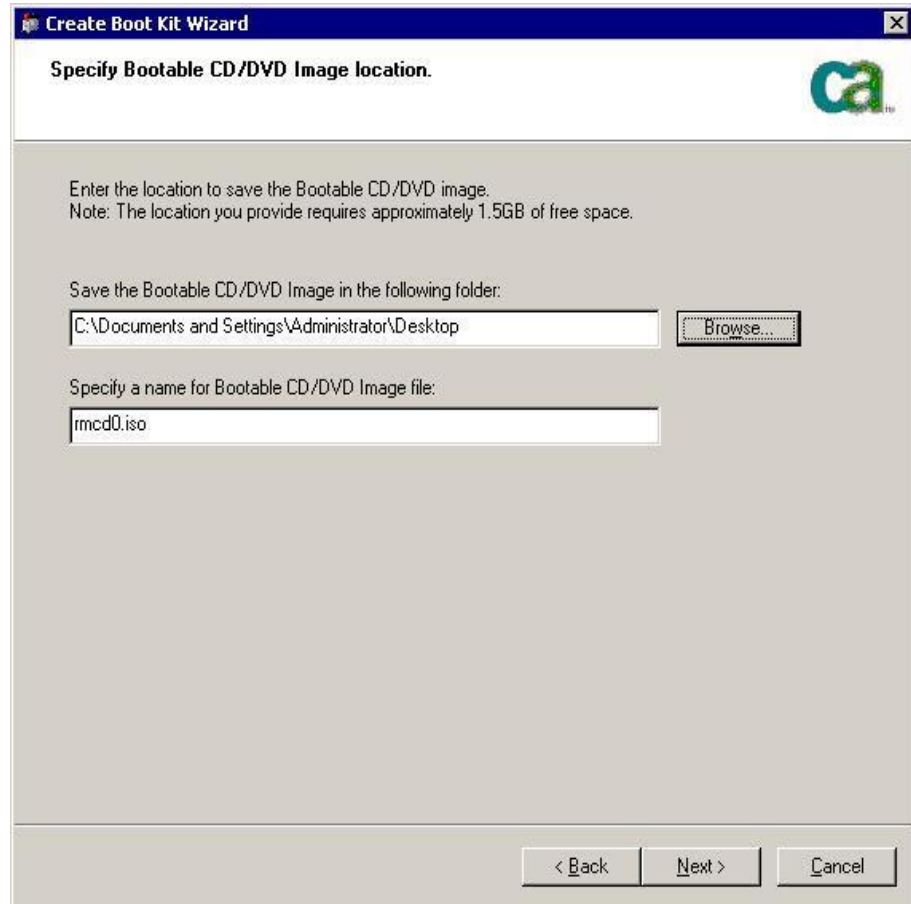 Create Boot Kit Wizard
Specify Bootable CD/DVD Image location.
ca
Enter the location to save the Bootable CD/DVD image.
Note: The location you provide requires approximately 1.5GB of free space.
Save the Bootable CD/DVD Image in the following folder:
C:\Documents and Settings\Administrator\Desktop
Browse...
Specify a name for Bootable CD/DVD Image file:
rmcd0.iso
< Back
Next >
Cancel